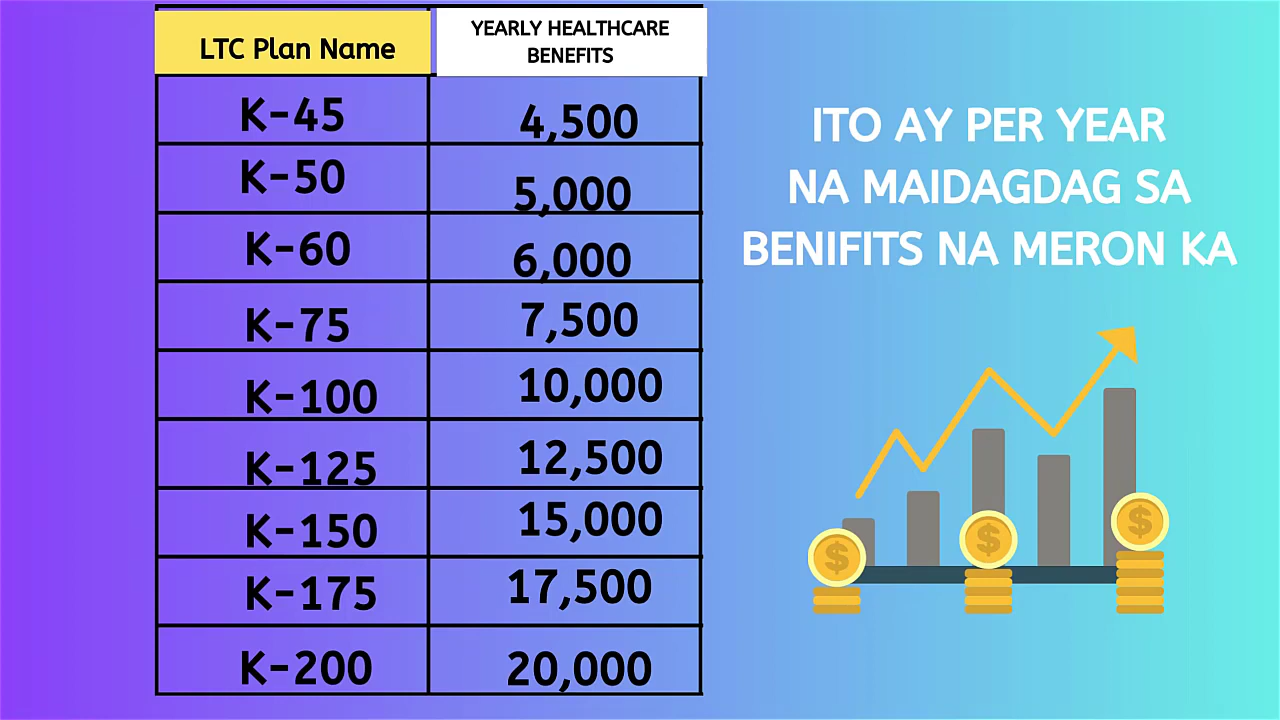 LTC Plan Name
YEARLY HEALTHCARE
BENEFITS
K-45 4,500
K-50 5,000
K-60 6,000
K-75 7,500
K-100 10,000
K-125 12,500
K-150 15,000
K-175 17,500
K-200 20,000
ITO AY PER YEAR
NA MAIDAGDAG SA
BENIFITS NA MERON KA
$
$
$